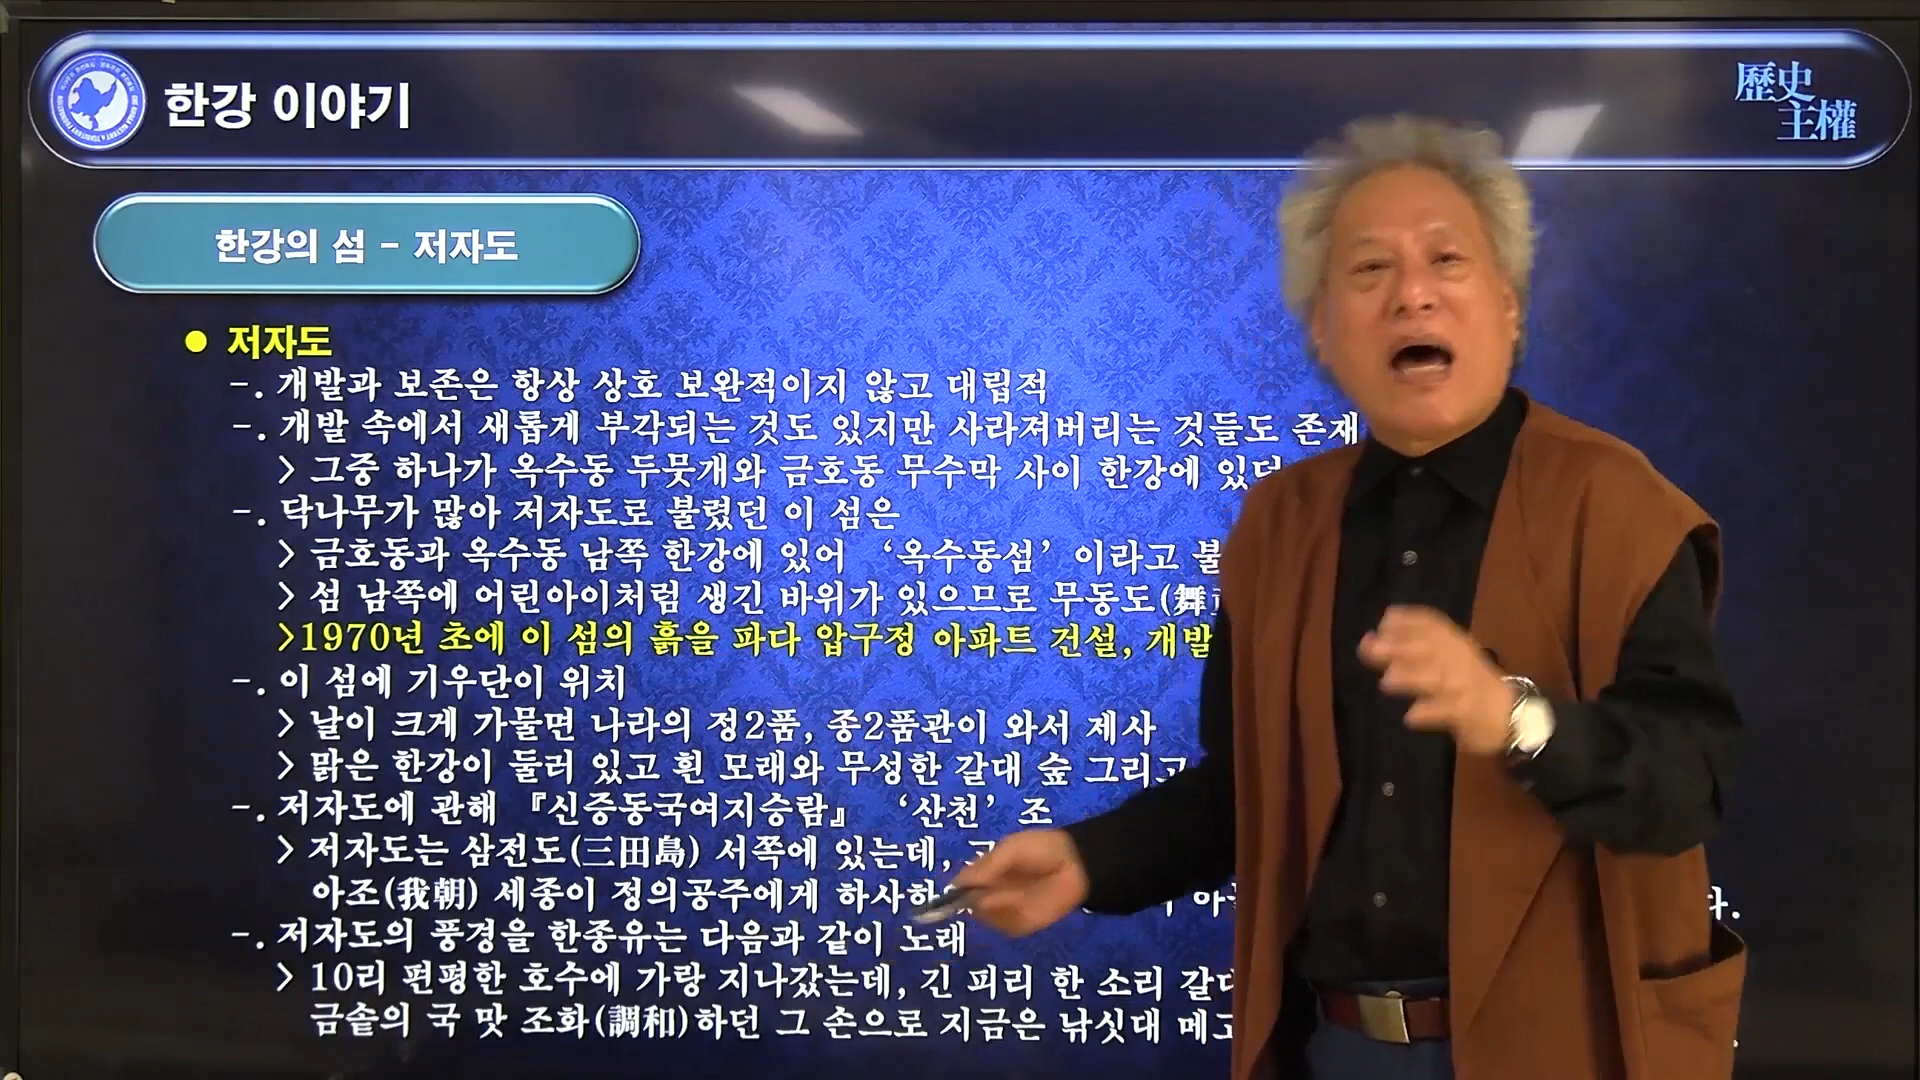 한강 이야기
歷史
主權
한강의 섬 - 저자도
● 저자도
-. 개발과 보존은 항상 상호 보완적이지 않고 대립적
-. 개발 속에서 새롭게 부각되는 것도 있지만 사라져버리는 것들도 존재
> 그중 하나가 옥수동 두뭇개와 금호동 무수막 사이 한강에 있던
-. 닥나무가 많아 저자도로 불렸던 이 섬은
> 금호동과 옥수동 남쪽 한강에 있어 ‘옥수동섬’이라고 불
> 섬 남쪽에 어린아이처럼 생긴 바위가 있으므로 무동도(舞
>1970년 초에 이 섬의 흙을 파다 압구정 아파트 건설, 개발
-. 이 섬에 기우단이 위치
> 날이 크게 가물면 나라의 정2품, 종2품관이 와서 제사
> 맑은 한강이 둘러 있고 흰 모래와 무성한 갈대 숲 그리고
-. 저자도에 관해 『신증동국여지승람』 ‘산천’조
> 저자도는 삼전도(三田島) 서쪽에 있는데,
아조(我朝) 세종이 정의공주에게 하사하
-. 저자도의 풍경을 한종유는 다음과 같이 노래
> 10리 편평한 호수에 가랑 지나갔는데, 긴 피리 한 소리 갈대
금솥의 국 맛 조화(調和)하던 그 손으로 지금은 낚싯대 메고